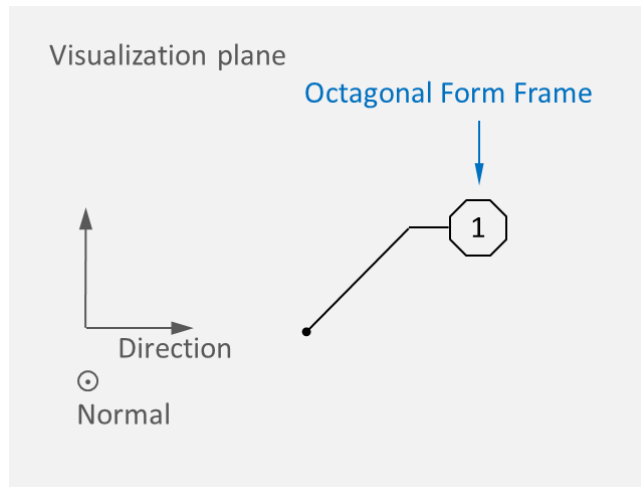 Visualization plane
Octagonal Form Frame
1
Direction
Normal